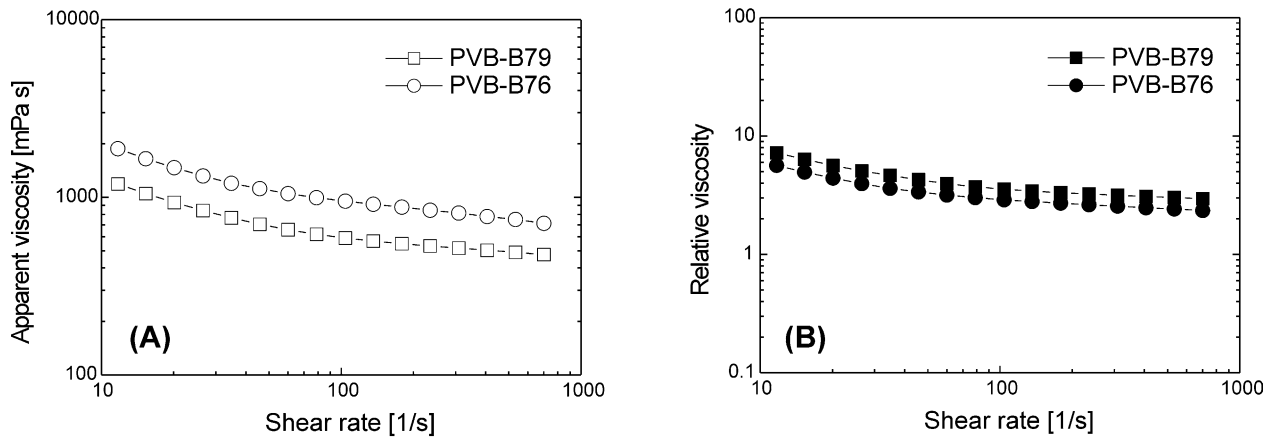 10000
1000
100
Apparent viscosity [mPa s]
PVB-B79
PVB-B76
(A)
10
100
1000
Shear rate [1/s]
100
10
1
0.1
Relative viscosity
PVB-B79
PVB-B76
(B)
10
100
1000
Shear rate [1/s]